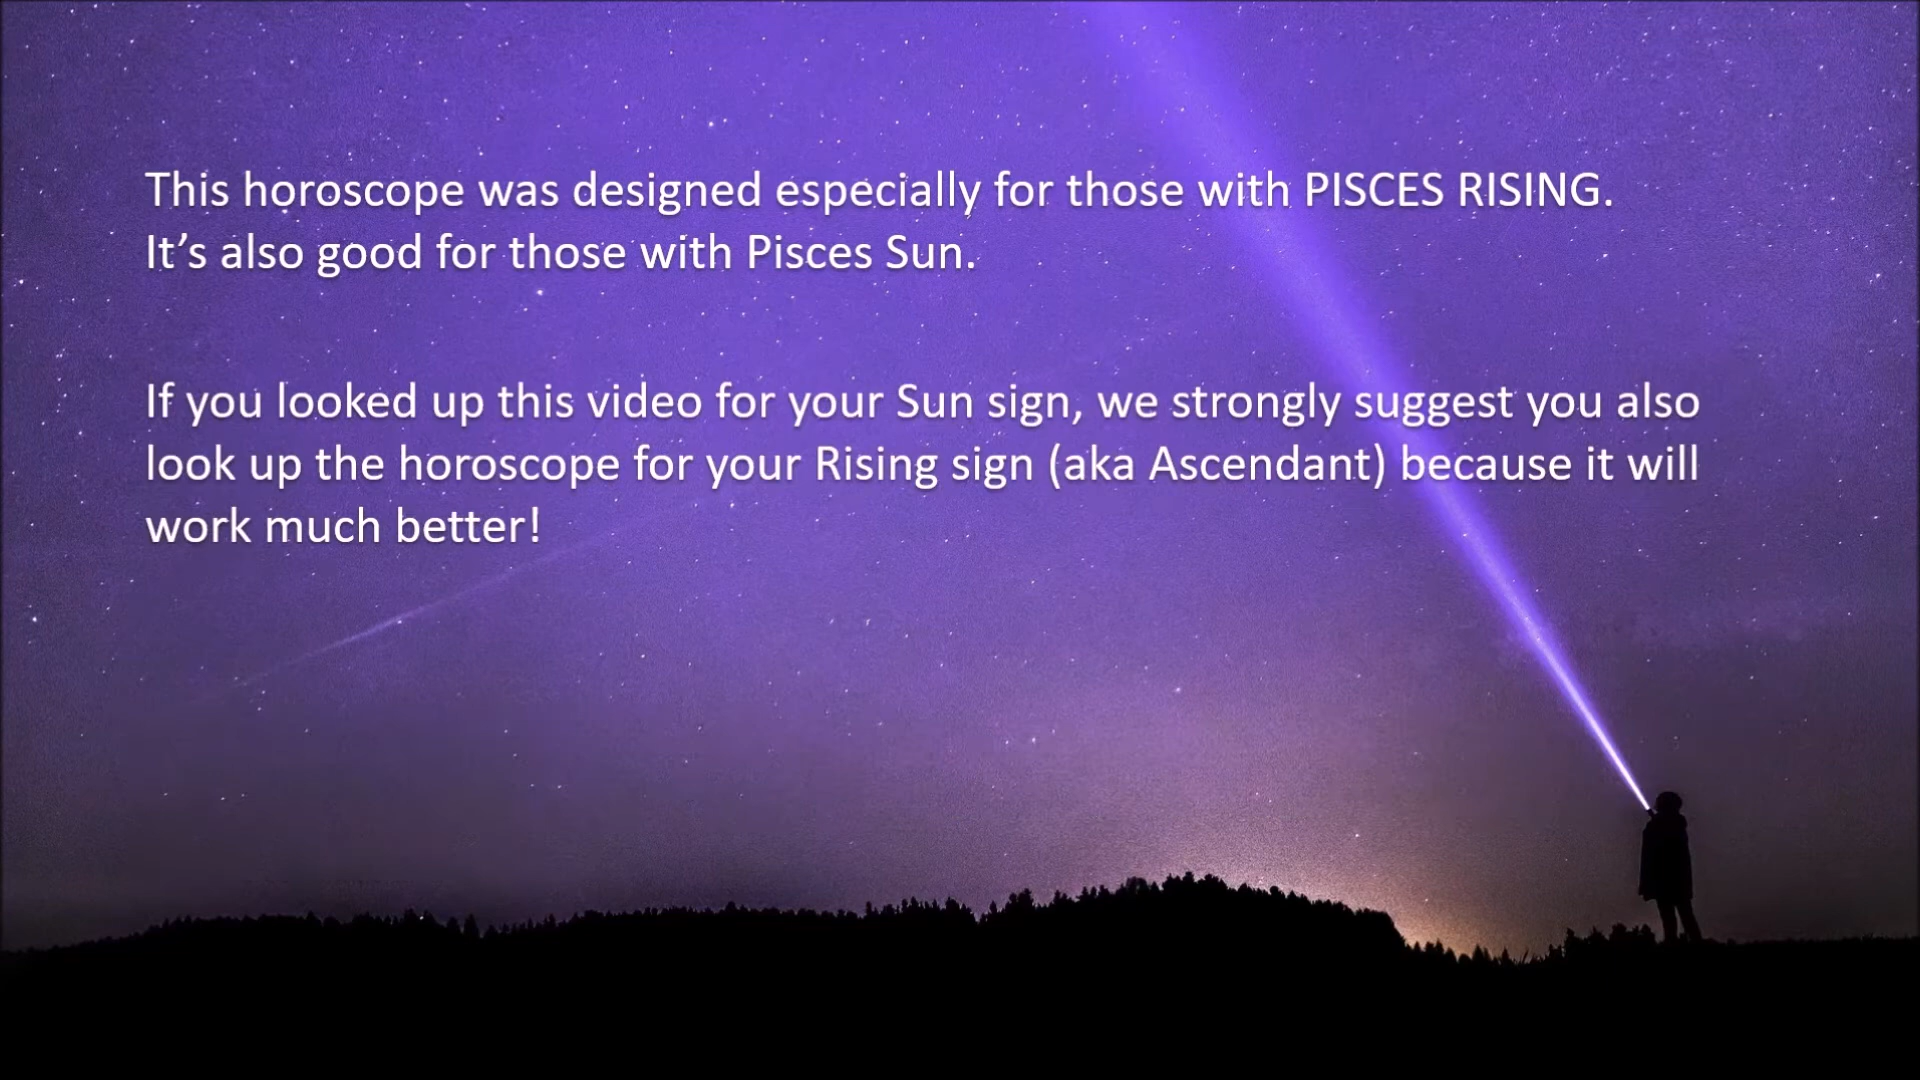 This horoscope was designed especially for those with PISCES RISING.
It’s also good for those with Pisces Sun.
If you looked up this video for your Sun sign, we strongly suggest you also
look up the horoscope for your Rising sign (aka Ascendant) because it will
work much better!